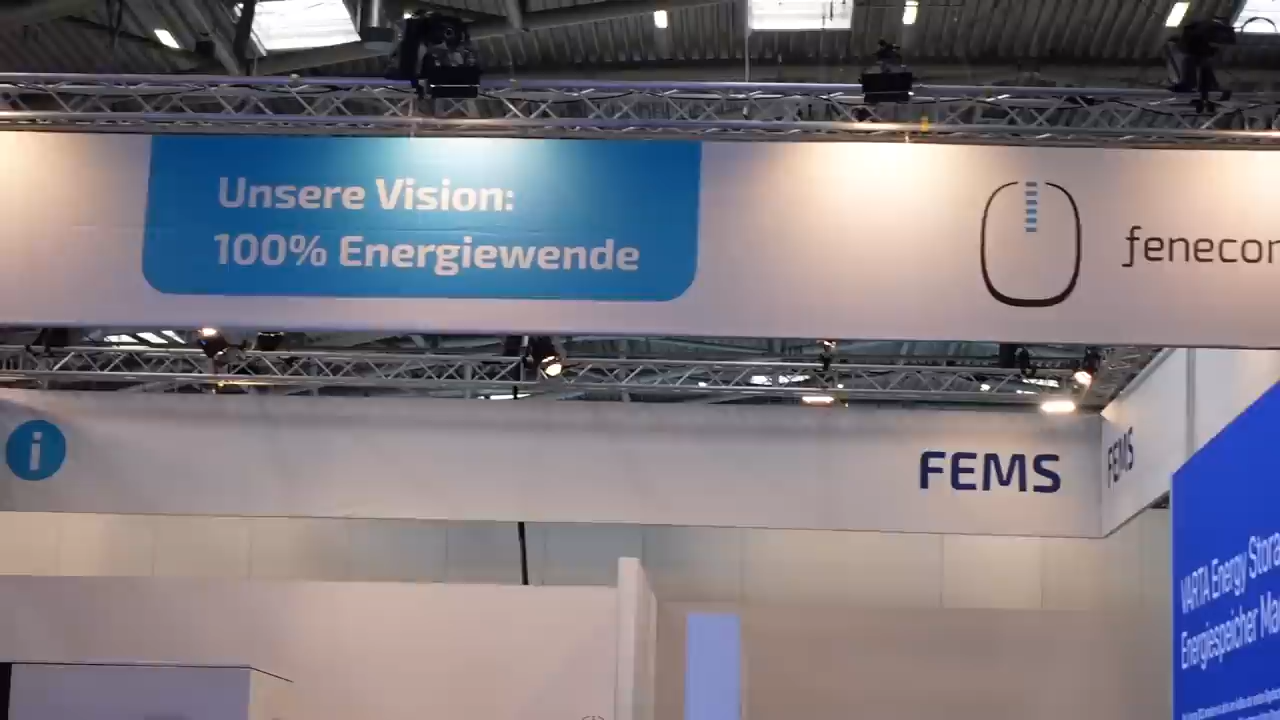 Unsere Vision:
100% Energiewende
fenecon
i
FEMS
FEMS
VARTA Energy Stora
Energiespeicher Ma